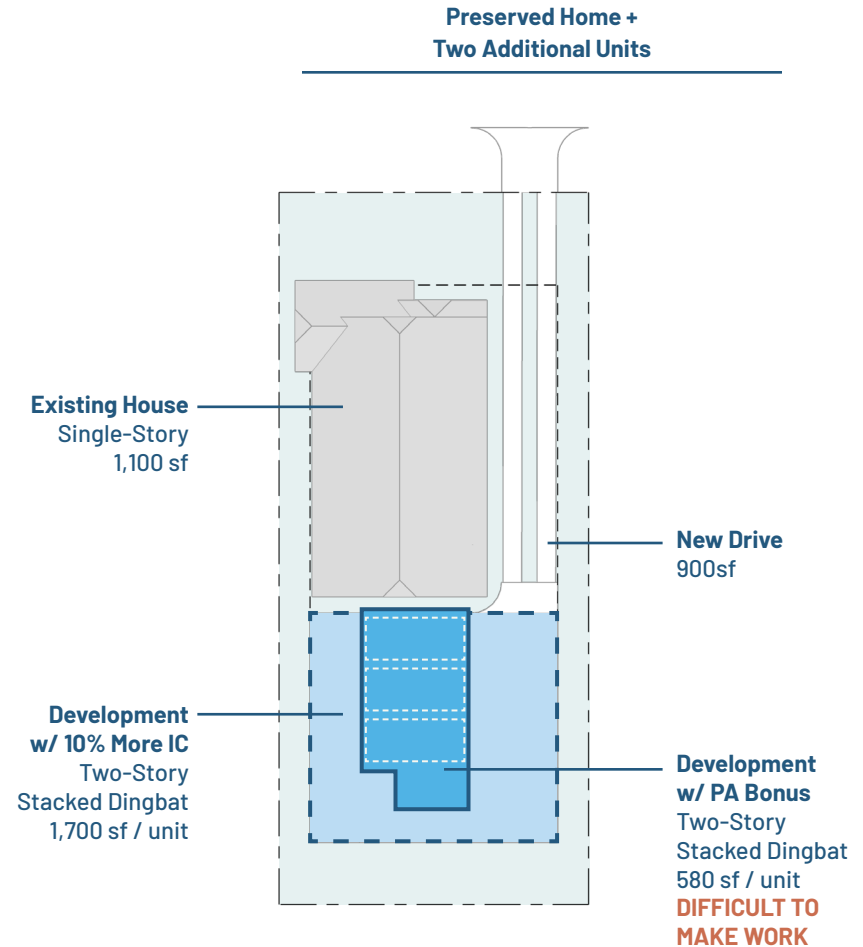 Preserved Home +
Two Additional Units
Existing House
Single-Story
1,100 sf
New Drive
900sf
Development
w/ 10% More IC
Two-Story
Stacked Dingbat
1,700 sf / unit
Development
w/ PA Bonus
Two-Story
Stacked Dingbat
580 sf / unit
DIFFICULT TO
MAKE WORK